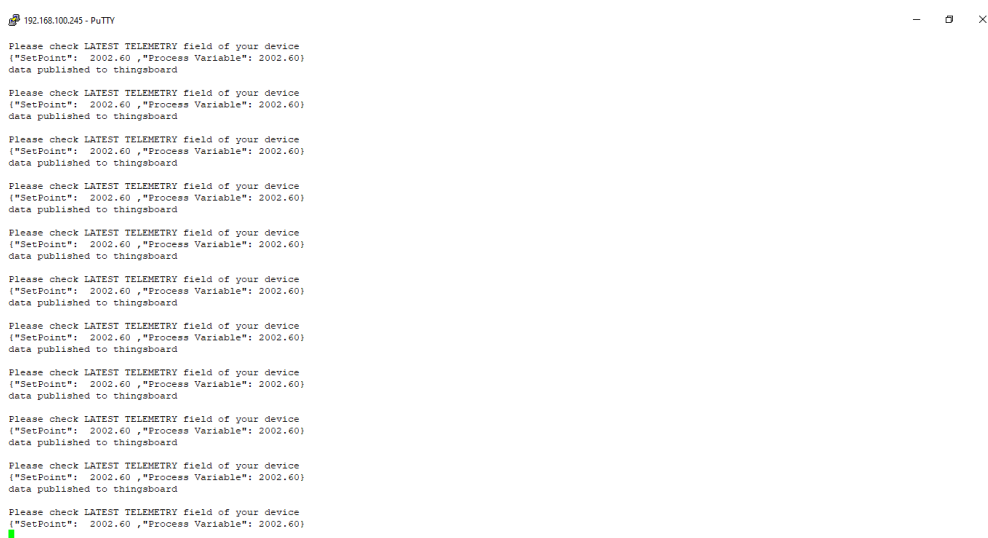 192.168.100.245 - PuTTY
Please check LATEST TELEMETRY field of your device
{"SetPoint":  2002.60 ,"Process Variable": 2002.60}
data published to thingsboard
Please check LATEST TELEMETRY field of your device
{"SetPoint":  2002.60 ,"Process Variable": 2002.60}
data published to thingsboard
Please check LATEST TELEMETRY field of your device
{"SetPoint":  2002.60 ,"Process Variable": 2002.60}
data published to thingsboard
Please check LATEST TELEMETRY field of your device
{"SetPoint":  2002.60 ,"Process Variable": 2002.60}
data published to thingsboard
Please check LATEST TELEMETRY field of your device
{"SetPoint":  2002.60 ,"Process Variable": 2002.60}
data published to thingsboard
Please check LATEST TELEMETRY field of your device
{"SetPoint":  2002.60 ,"Process Variable": 2002.60}
data published to thingsboard
Please check LATEST TELEMETRY field of your device
{"SetPoint":  2002.60 ,"Process Variable": 2002.60}
data published to thingsboard
Please check LATEST TELEMETRY field of your device
{"SetPoint":  2002.60 ,"Process Variable": 2002.60}
data published to thingsboard
Please check LATEST TELEMETRY field of your device
{"SetPoint":  2002.60 ,"Process Variable": 2002.60}
data published to thingsboard
Please check LATEST TELEMETRY field of your device
{"SetPoint":  2002.60 ,"Process Variable": 2002.60}
data published to thingsboard
Please check LATEST TELEMETRY field of your device
{"SetPoint":  2002.60 ,"Process Variable": 2002.60}